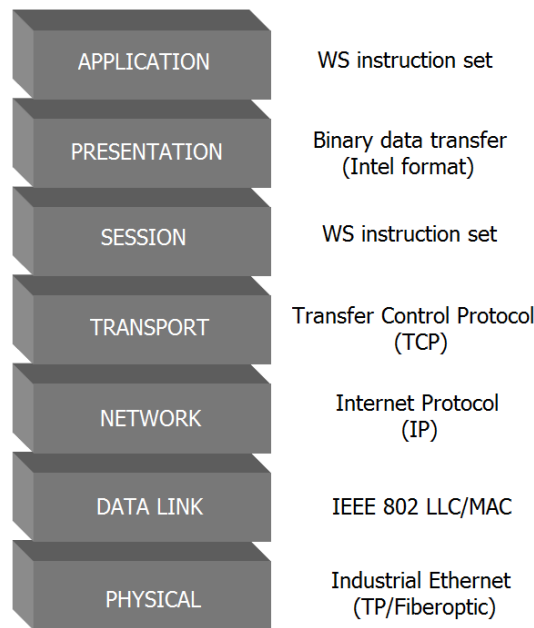 APPLICATION
WS instruction set
PRESENTATION
Binary data transfer
(Intel format)
SESSION
WS instruction set
TRANSPORT
Transfer Control Protocol
(TCP)
NETWORK
Internet Protocol
(IP)
DATA LINK
IEEE 802 LLC/MAC
PHYSICAL
Industrial Ethernet
(TP/Fiberoptic)